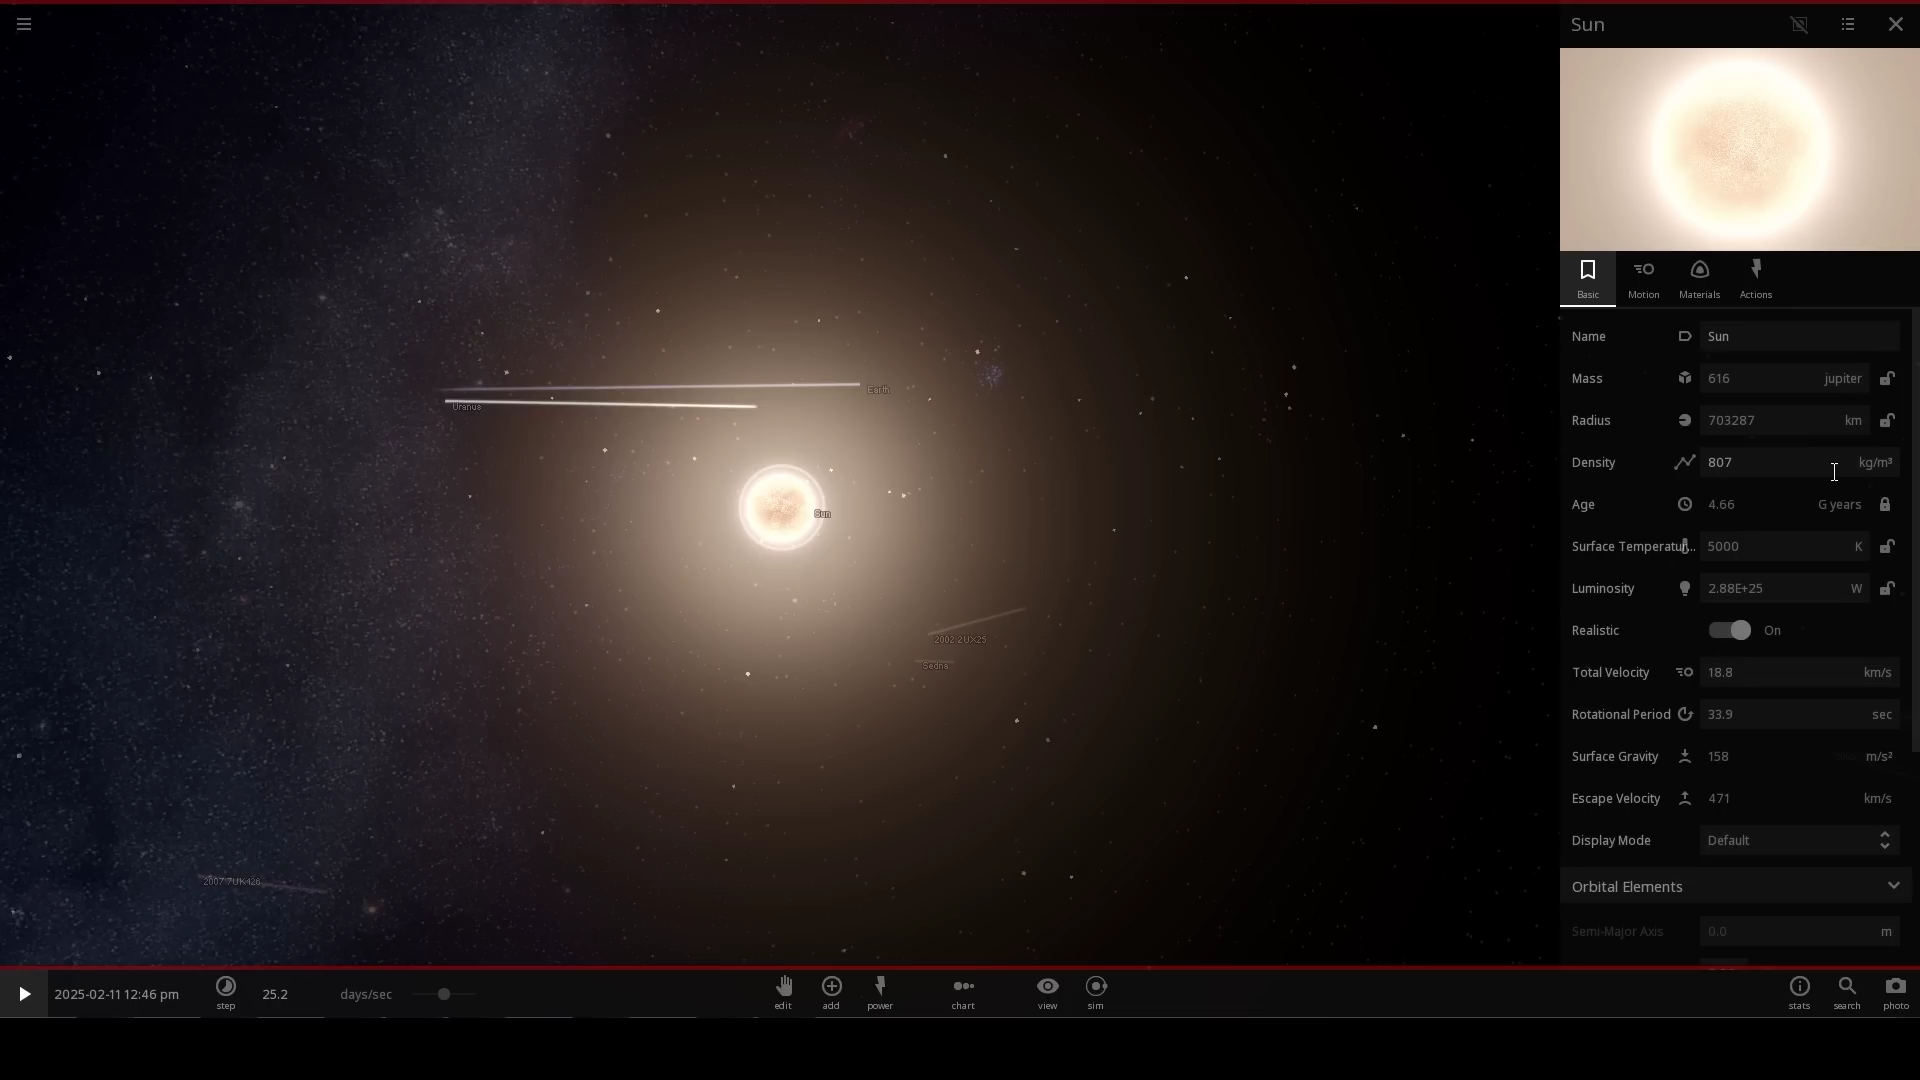 Sun
Basic
Motion
Materials
Actions
Name Sun
Mass 616 jupiter
Radius 703287 km
Density 807 kg/m³
Age 4.66 G years
Surface Temperatur... 5000 K
Luminosity 2.88E+25 W
Realistic On
Total Velocity 18.8 km/s
Rotational Period 33.9 sec
Surface Gravity 158 m/s²
Escape Velocity 471 km/s
Display Mode Default
Orbital Elements
Semi-Major Axis 0.0 m
Earth
Uranus
Sun
2002 2UX25
Sedna
2007 7UK126
2025-02-11 12:46 pm
step
25.2 days/sec
edit
add
power
chart
view
sim
stats
search
photo